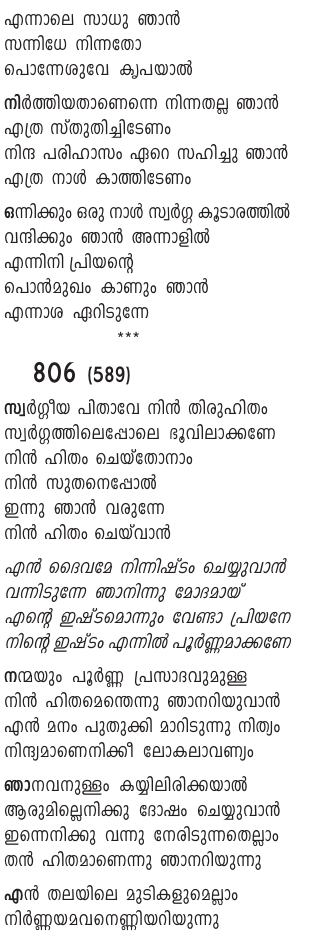 എന്നാലെ സാധു ഞാൻ
സന്നിധേ നിന്നതോ
പൊന്നേശുവേ കൃപയാൽ
നിർത്തിയതാണെന്നെ നിന്നതല്ല ഞാൻ
എത്ര സ്തുതിച്ചിടേണം
നിന്ദ പരിഹാസം ഏറെ സഹിച്ചു ഞാൻ
എത്ര നാൾ കാത്തിടേണം
ഒന്നിക്കും ഒരു നാൾ സ്വർഗ്ഗ കൂടാരത്തിൽ
വന്ദിക്കും ഞാൻ അന്നാളിൽ
എന്നിനി പ്രിയന്റെ
പൊൻമുഖം കാണും ഞാൻ
എന്നാശ ഏറിടുന്നേ
***
806 (589)
സ്വർഗ്ഗീയ പിതാവേ നിൻ തിരുഹിതം
സ്വർഗ്ഗത്തിലെപ്പോലെ ഭൂവിലാക്കണേ
നിൻ ഹിതം ചെയ്തോനാം
നിൻ സുതനെപ്പോൽ
ഇന്നു ഞാൻ വരുന്നേ
നിൻ ഹിതം ചെയ്‌വാൻ
എൻ ദൈവമേ നിന്നിഷ്ടം ചെയ്യുവാൻ
വന്നിടുന്നേ ഞാനിന്നു മോദമായ്
എന്റെ ഇഷ്ടമൊന്നും വേണ്ടാ പ്രിയനേ
നിന്റെ ഇഷ്ടം എന്നിൽ പൂർണ്ണമാക്കണേ
നന്മയും പൂർണ്ണ പ്രസാദവുമുള്ള
നിൻ ഹിതമെന്തെന്നു ഞാനറിയുവാൻ
എൻ മനം പുതുക്കി മാറിടുന്നു നിത്യം
നിന്ദ്യമാണെനിക്കീ ലോകലാവണ്യം
ഞാനവനുള്ളം കയ്യിലിരിക്കയാൽ
ആരുമില്ലെനിക്കു ദോഷം ചെയ്യുവാൻ
ഇന്നെനിക്കു വന്നു നേരിടുന്നതെല്ലാം
തൻ ഹിതമാണെന്നു ഞാനറിയുന്നു
എൻ തലയിലെ മുടികളുമെല്ലാം
നിർണ്ണയമവനെണ്ണിയറിയുന്നു